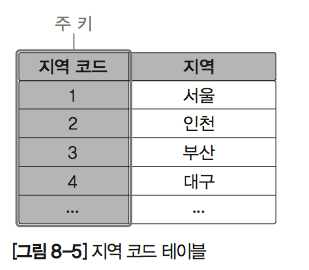 주 키
지역 코드 지역
1 서울
2 인천
3 부산
4 대구
... ...
[그림 8-5] 지역 코드 테이블